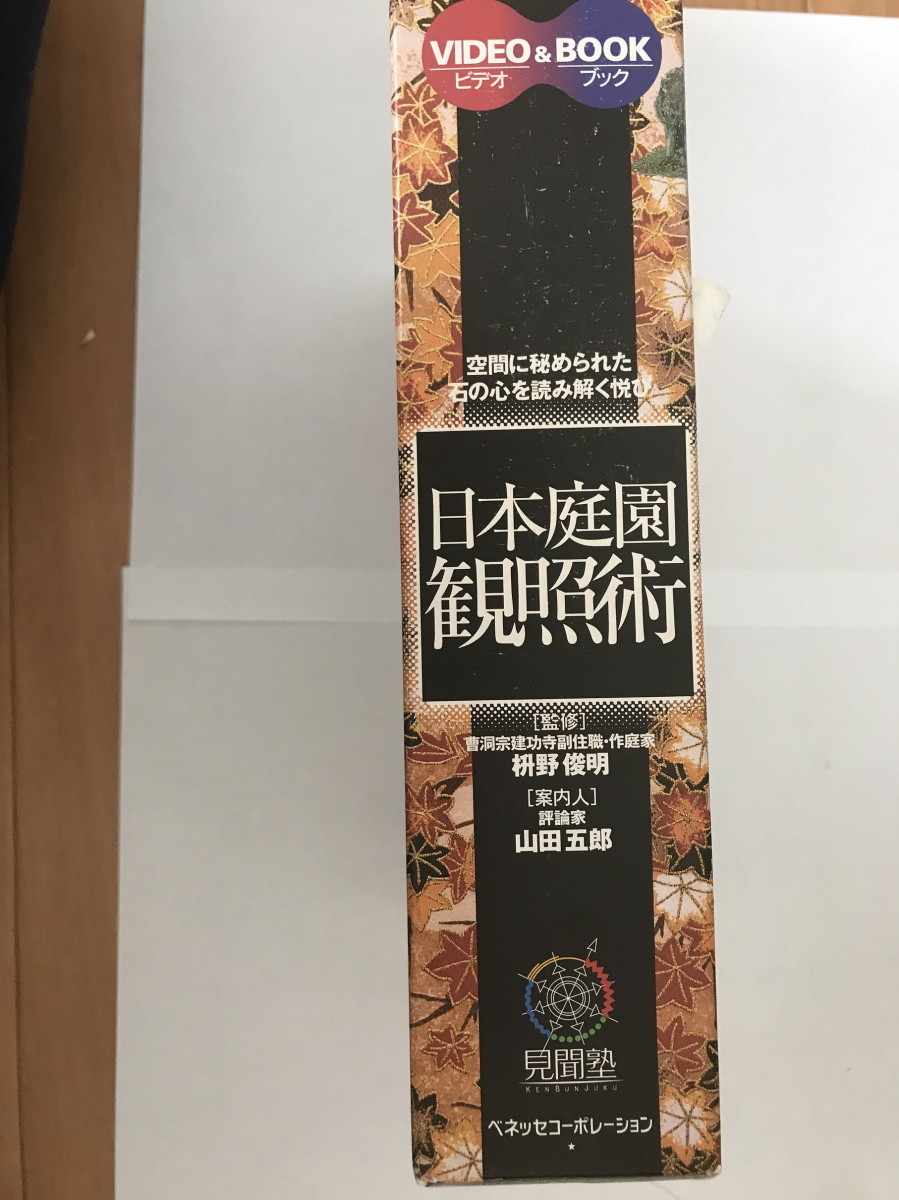 VIDEO & BOOK
ビデオ ブック
空間に秘められた
石の心を読み解く悦び
日本庭園
観照術
[監修]
曹洞宗建功寺副住職・作庭家
枡野 俊明
[案内人]
評論家
山田 五郎
見聞塾
KENBUNJUKU
ベネッセコーポレーション